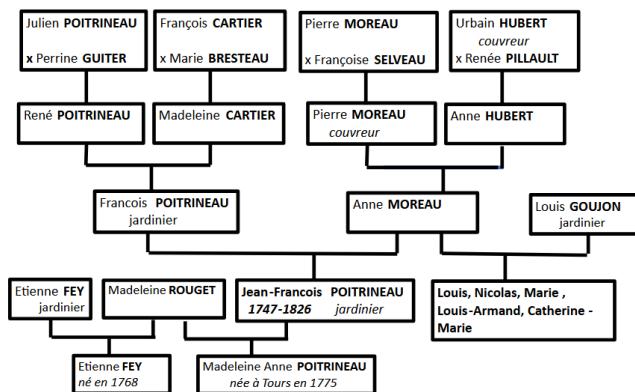 Julien POITRINEAU
x Perrine GUITER
François CARTIER
x Marie BRESTEAU
Pierre MOREAU
x Françoise SELVEAU
Urbain HUBERT
couvreur
x Renée PILLAULT
René POITRINEAU
Madeleine CARTIER
Pierre MOREAU
couvreur
Anne HUBERT
Francois POITRINEAU
jardinier
Anne MOREAU
Louis GOUJON
jardinier
Etienne FEY
jardinier
Madeleine ROUGET
Jean-Francois POITRINEAU
1747-1826 jardinier
Louis, Nicolas, Marie ,
Louis-Armand, Catherine -
Marie
Etienne FEY
né en 1768
Madeleine Anne POITRINEAU
née à Tours en 1775